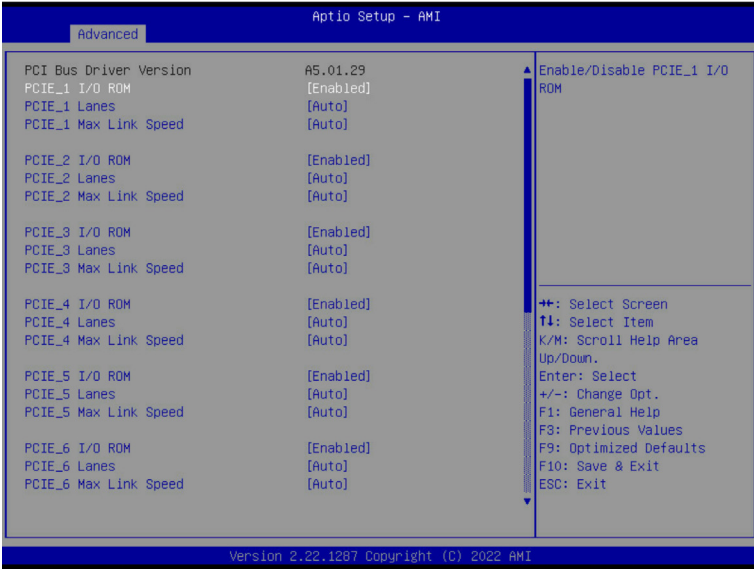 Aptio Setup – AMI
Advanced
PCI Bus Driver Version A5.01.29
PCIE_1 I/O ROM [Enabled]
PCIE_1 Lanes [Auto]
PCIE_1 Max Link Speed [Auto]
PCIE_2 I/O ROM [Enabled]
PCIE_2 Lanes [Auto]
PCIE_2 Max Link Speed [Auto]
PCIE_3 I/O ROM [Enabled]
PCIE_3 Lanes [Auto]
PCIE_3 Max Link Speed [Auto]
PCIE_4 I/O ROM [Enabled]
PCIE_4 Lanes [Auto]
PCIE_4 Max Link Speed [Auto]
PCIE_5 I/O ROM [Enabled]
PCIE_5 Lanes [Auto]
PCIE_5 Max Link Speed [Auto]
PCIE_6 I/O ROM [Enabled]
PCIE_6 Lanes [Auto]
PCIE_6 Max Link Speed [Auto]
Enable/Disable PCIE_1 I/O
ROM
→←: Select Screen
↑↓: Select Item
K/M: Scroll Help Area
Up/Down.
Enter: Select
+/-: Change Opt.
F1: General Help
F3: Previous Values
F9: Optimized Defaults
F10: Save & Exit
ESC: Exit
Version 2.22.1287 Copyright (C) 2022 AMI